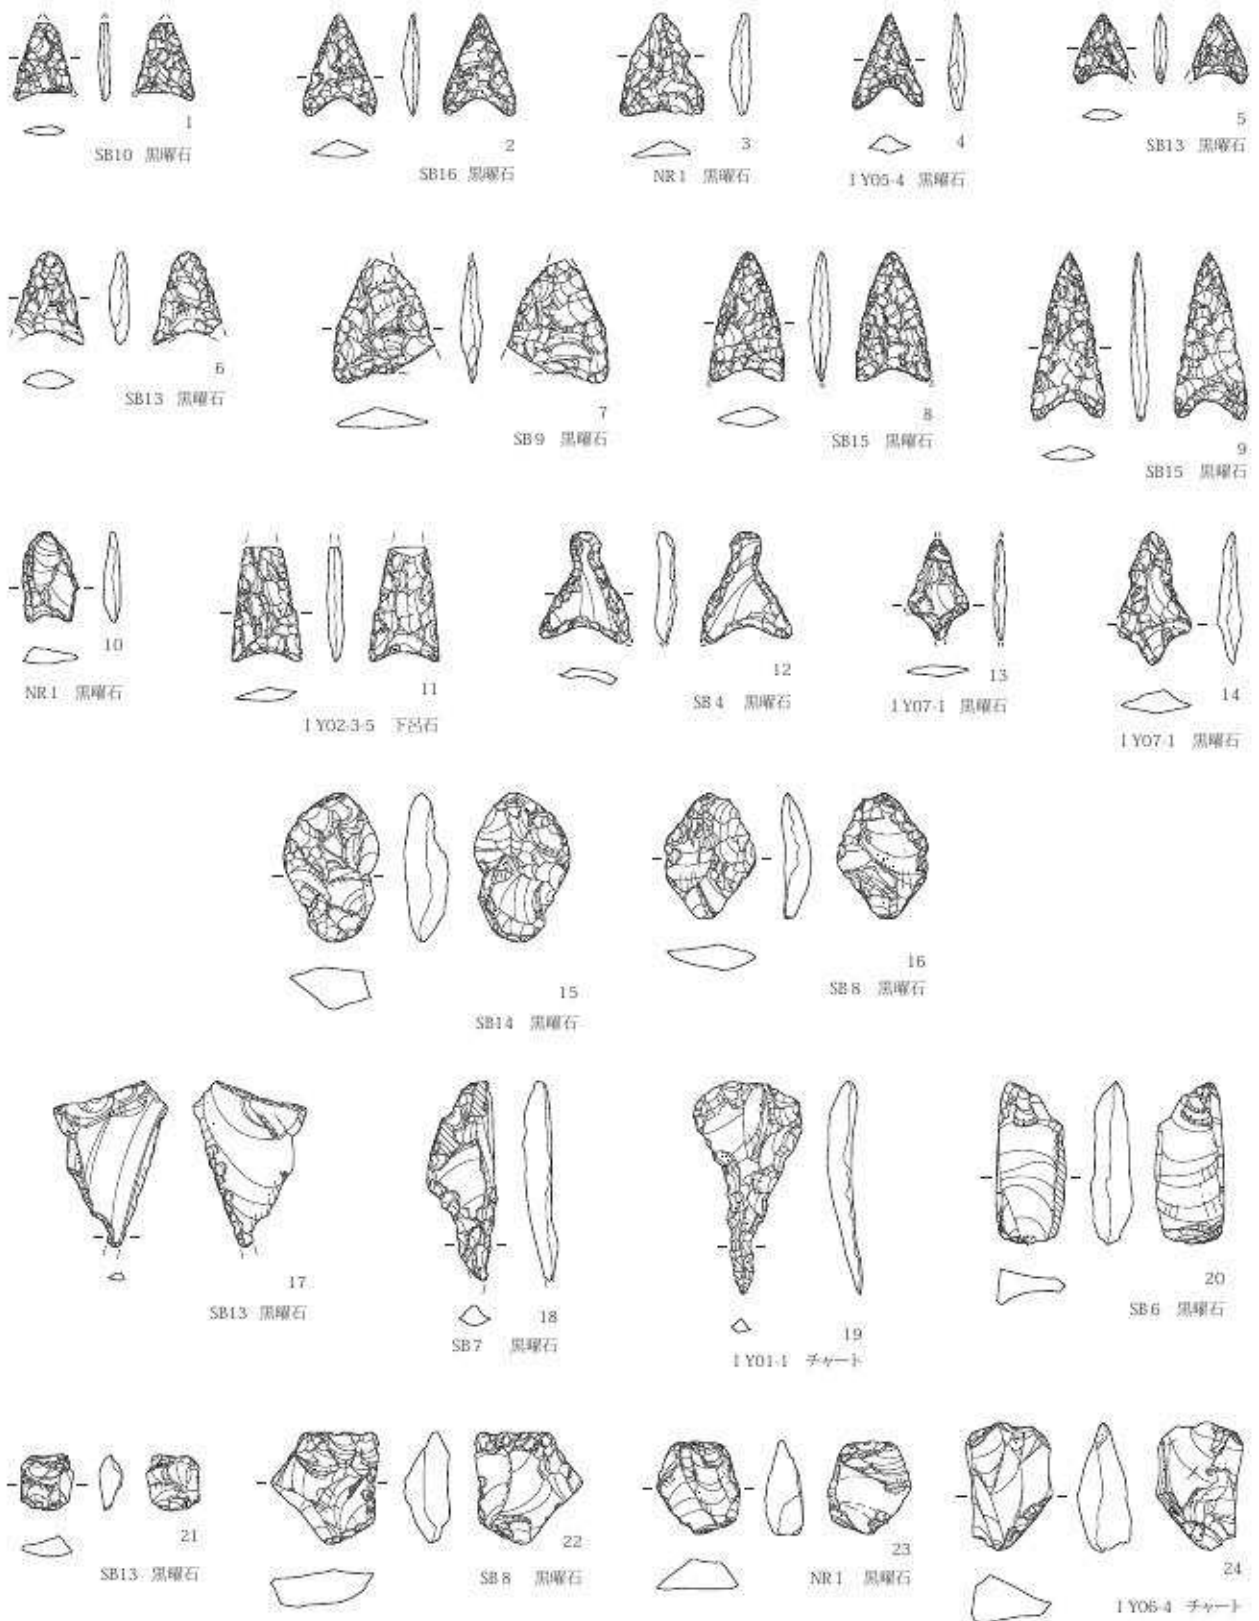 1
SB10 黒曜石
2
SB16 黒曜石
3
NR1 黒曜石
4
I Y05-4 黒曜石
5
SB13 黒曜石
6
SB13 黒曜石
7
SB9 黒曜石
8
SB15 黒曜石
9
SB15 黒曜石
10
NR1 黒曜石
11
I Y02-3-5 下呂石
12
SB4 黒曜石
13
I Y07-1 黒曜石
14
I Y07-1 黒曜石
15
SB14 黒曜石
16
SB8 黒曜石
17
SB13 黒曜石
18
SB7 黒曜石
19
I Y01-1 チャート
20
SB6 黒曜石
21
SB13 黒曜石
22
SB8 黒曜石
23
NR1 黒曜石
24
I Y06-4 チャート